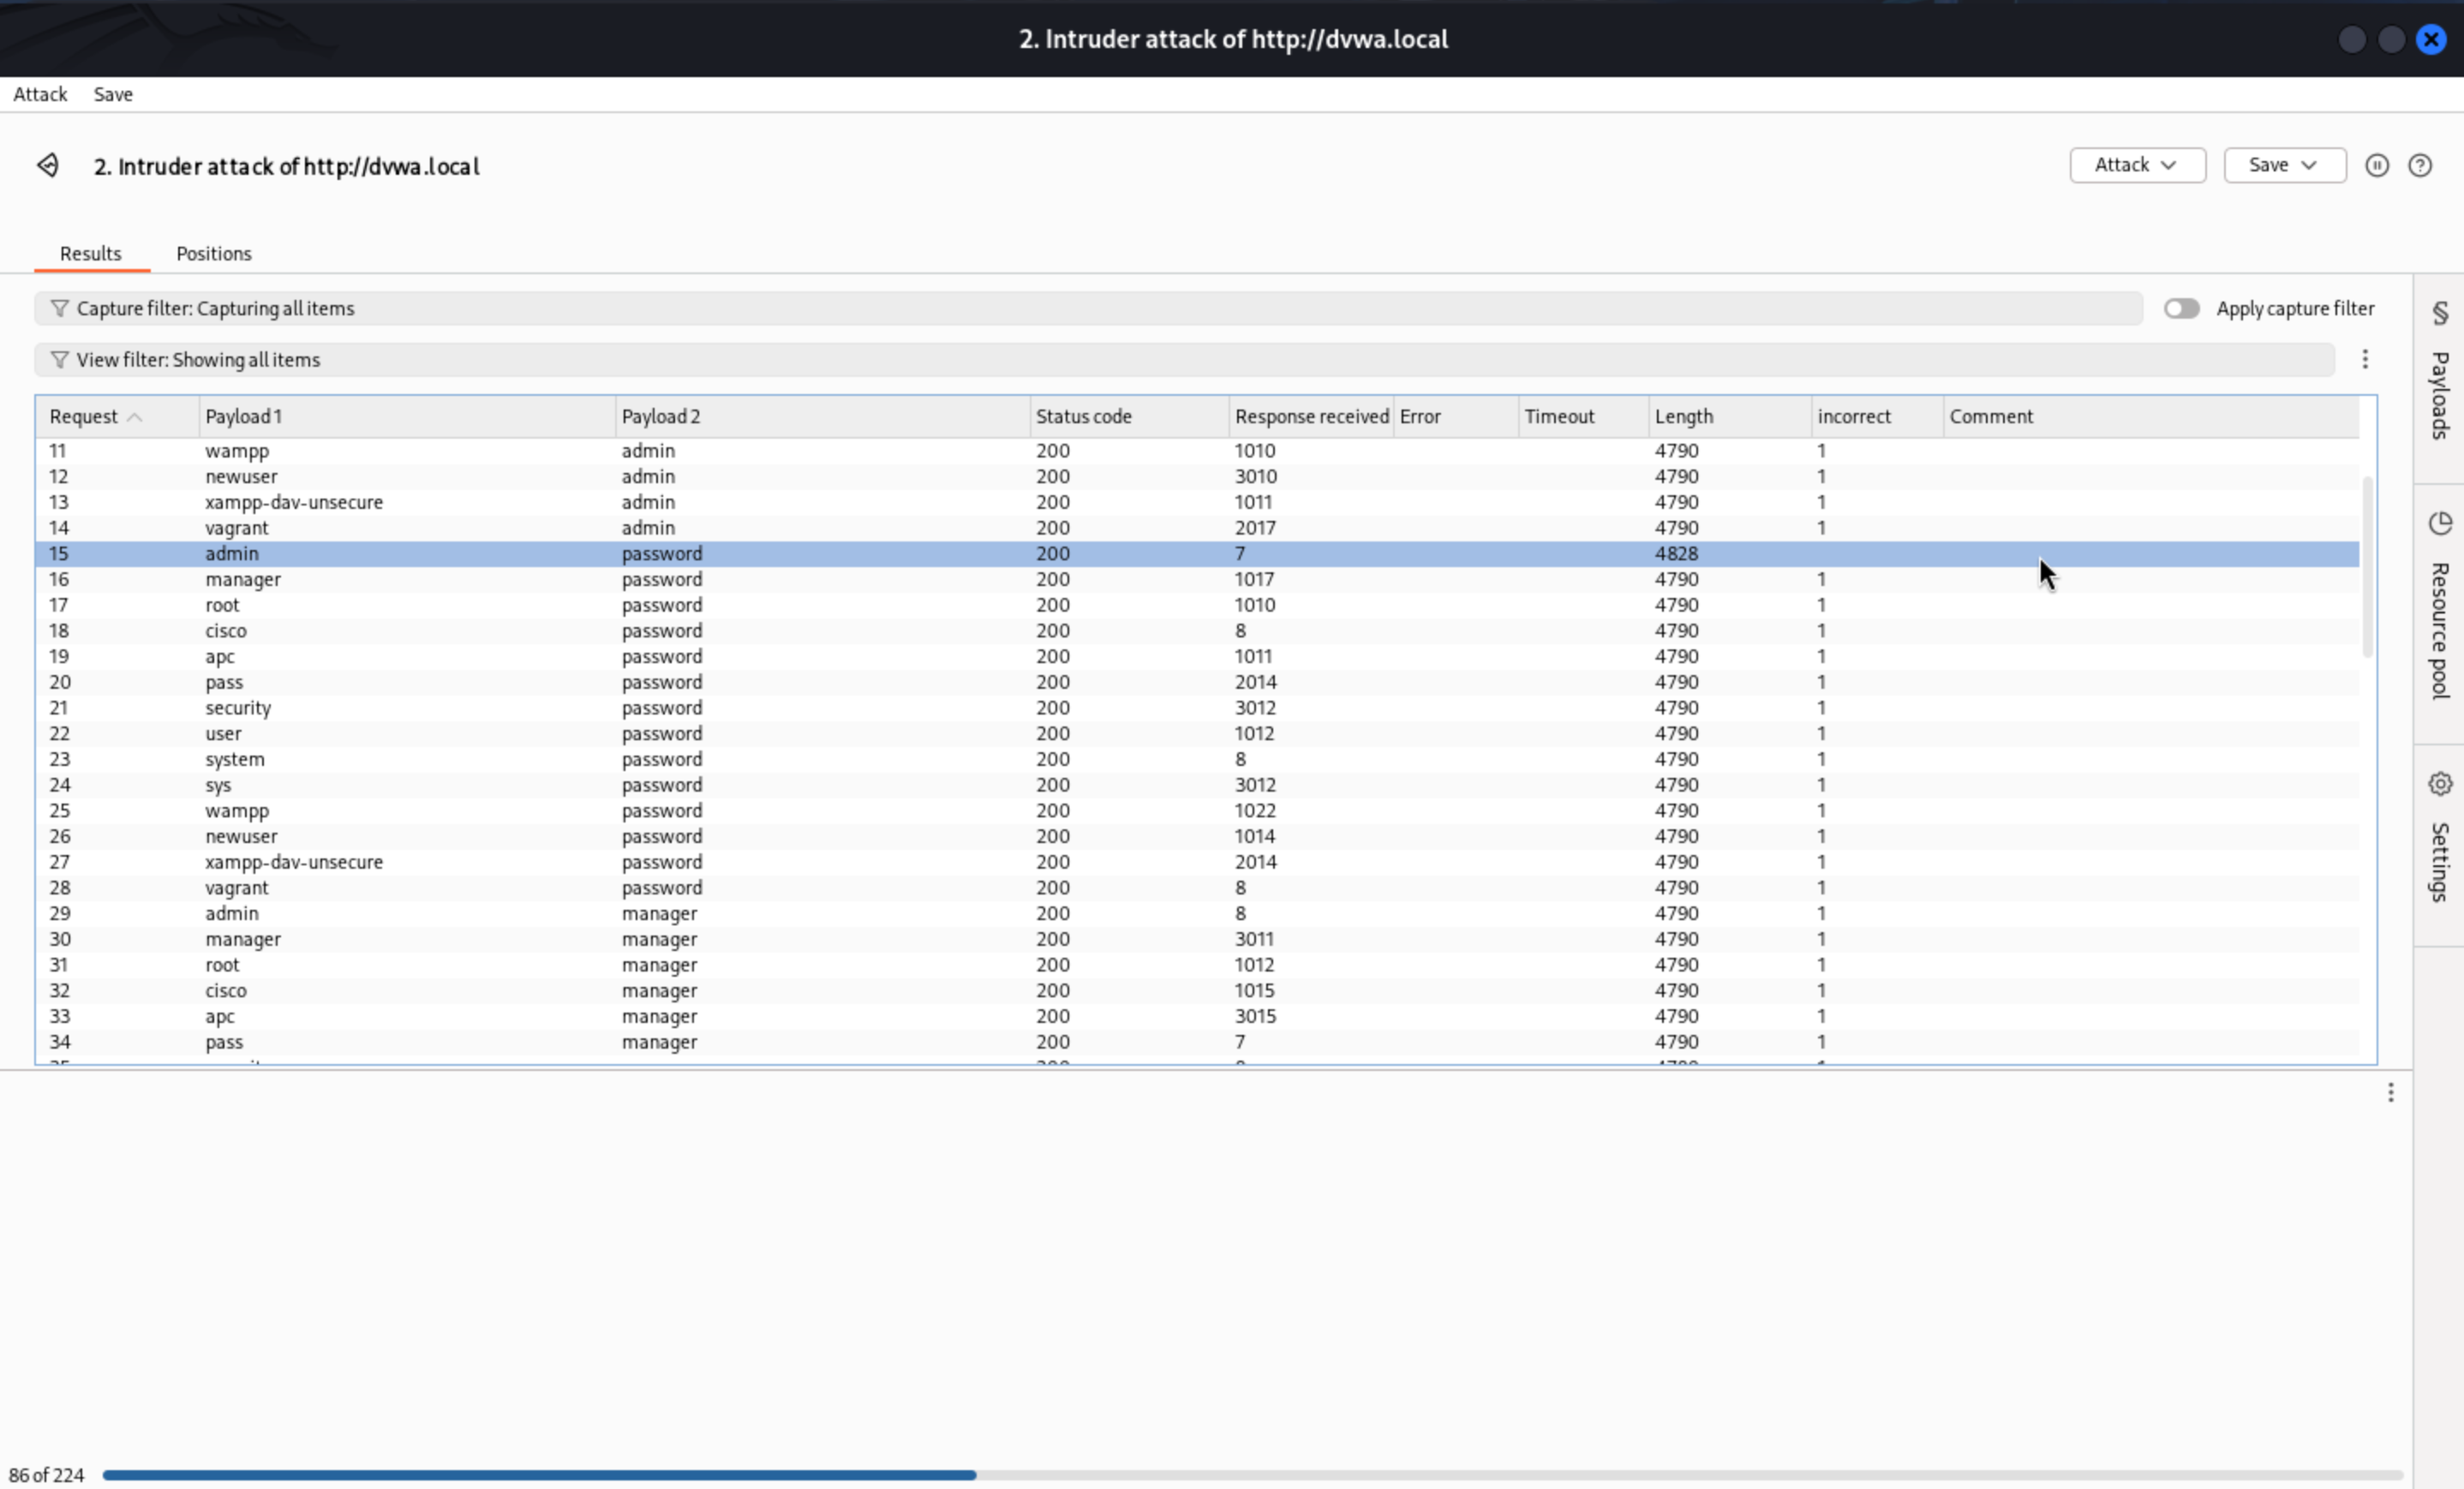 2. Intruder attack of http://dvwa.local
Attack Save
2. Intruder attack of http://dvwa.local
Attack Save
Results Positions
Capture filter: Capturing all items Apply capture filter
View filter: Showing all items
Request Payload 1 Payload 2 Status code Response received Error Timeout Length incorrect Comment
11 wampp admin 200 1010 4790 1
12 newuser admin 200 3010 4790 1
13 xampp-dav-unsecure admin 200 1011 4790 1
14 vagrant admin 200 2017 4790 1
15 admin password 200 7 4828
16 manager password 200 1017 4790 1
17 root password 200 1010 4790 1
18 cisco password 200 8 4790 1
19 apc password 200 1011 4790 1
20 pass password 200 2014 4790 1
21 security password 200 3012 4790 1
22 user password 200 1012 4790 1
23 system password 200 8 4790 1
24 sys password 200 3012 4790 1
25 wampp password 200 1022 4790 1
26 newuser password 200 1014 4790 1
27 xampp-dav-unsecure password 200 2014 4790 1
28 vagrant password 200 8 4790 1
29 admin manager 200 8 4790 1
30 manager manager 200 3011 4790 1
31 root manager 200 1012 4790 1
32 cisco manager 200 1015 4790 1
33 apc manager 200 3015 4790 1
34 pass manager 200 7 4790 1
86 of 224
§ Payloads
Resource pool
Settings